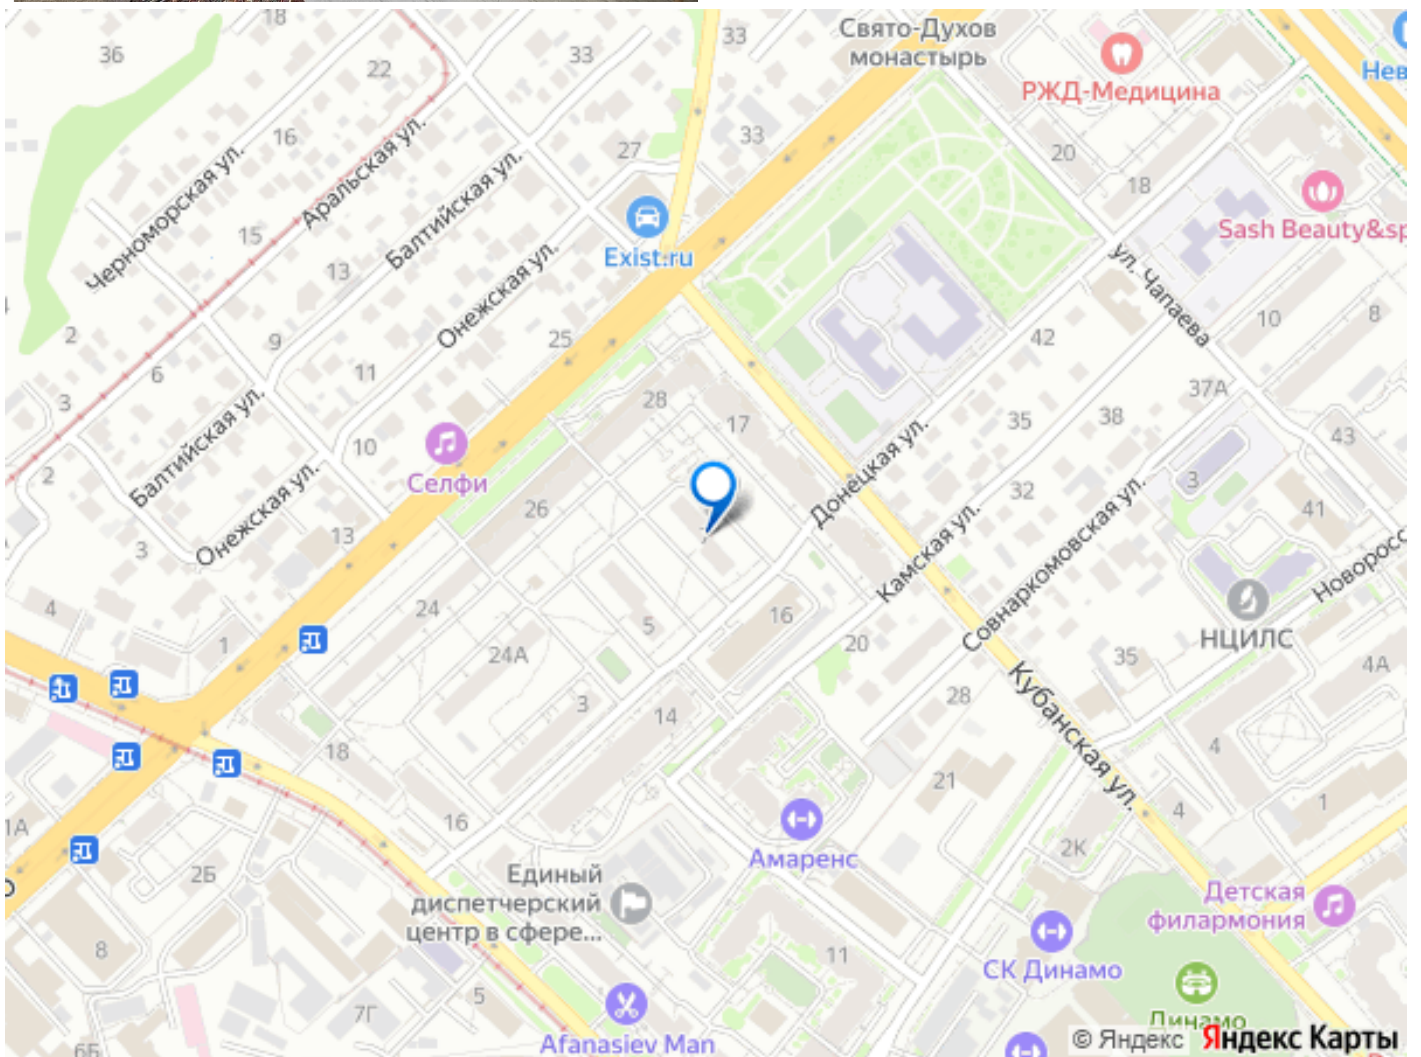 18
Свято-Духов
монастырь
33
33
36
22
Нев
РЖД-Медицина
16
33
27
20
18
Черноморская ул.
Аральская ул.
Балтийская ул.
15
Sash Beauty&sp
Exist.ru
13
Онежская ул.
ул. Чапаева
2
9
25
10
8
42
6
11
37А
3
28
35
38
17
10
43
Селфи
Балтийская ул.
Донецкая ул.
2
32
3
26
41
Онежская ул.
13
Камская ул.
Совнаркомовская ул.
3
Новоросс
4
24
16
5
1
20
НЦИЛС
24А
35
4А
28
3
14
Кубанская ул.
18
4
21
1
4
16
1А
2К
Амаренс
2Б
Единый
диспетчерский
центр в сфере...
Детская
филармония
8
11
СК Динамо
5
7Г
Динамо
Afanasiev Man
6Б
© Яндекс Яндекс Карты